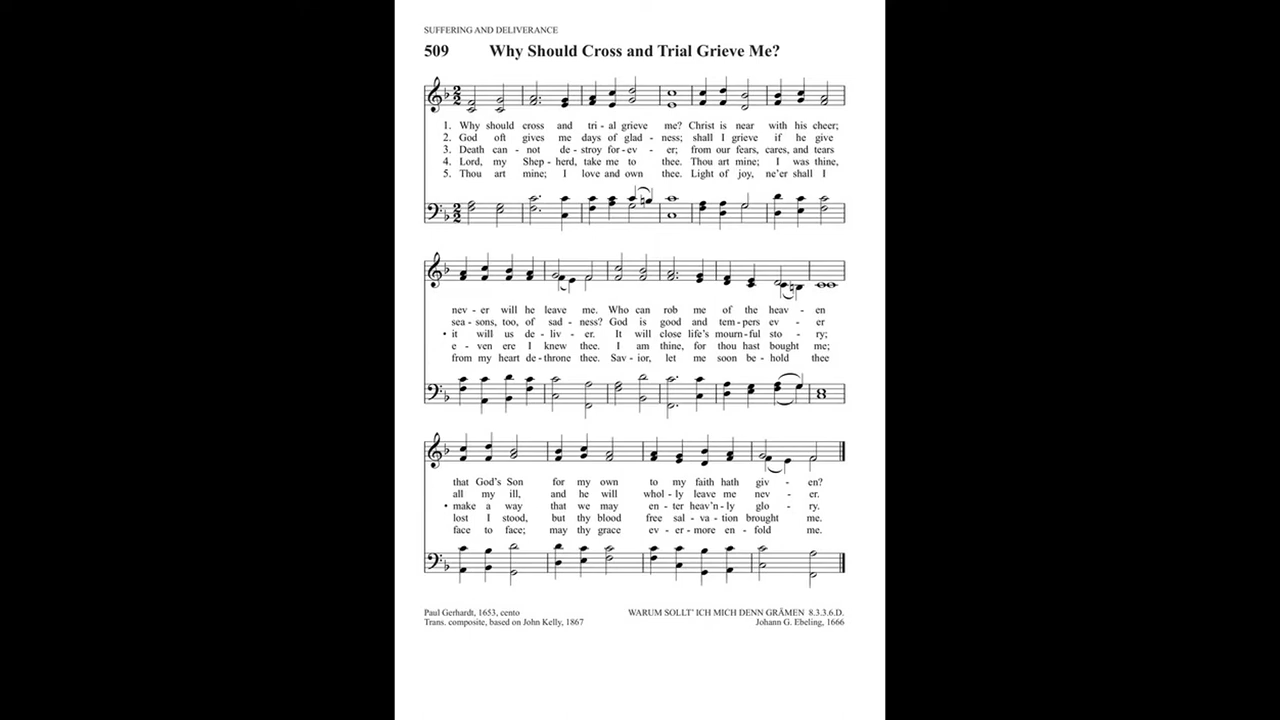 SUFFERING AND DELIVERANCE
509 Why Should Cross and Trial Grieve Me?
1. Why should cross and tri - al grieve me? Christ is near with his cheer;
2. God oft gives me days of glad - ness; shall I grieve if he give
3. Death can - not de - stroy for - ev - er; from our fears, cares, and tears
4. Lord, my Shep - herd, take me to thee. Thou art mine; I was thine,
5. Thou art mine; I love and own thee. Light of joy, ne'er shall I
nev - er will he leave me. Who can rob me of the heav - en
sea - sons, too, of sad - ness? God is good and tem - pers ev - er
• it will us de - liv - er. It will close life's mourn - ful sto - ry;
e - ven ere I knew thee. I am thine, for thou hast bought me;
from my heart de - throne thee. Sav - ior, let me soon be - hold thee
that God's Son for my own to my faith hath giv - en?
all my ill, and he will whol - ly leave me nev - er.
• make a way that we may en - ter heav'n - ly glo - ry.
lost I stood, but thy blood free sal - va - tion brought me.
face to face; may thy grace ev - er - more en - fold me.
Paul Gerhardt, 1653, cento WARUM SOLLT' ICH MICH DENN GRÄMEN 8.3.3.6.D.
Trans. composite, based on John Kelly, 1867 Johann G. Ebeling, 1666